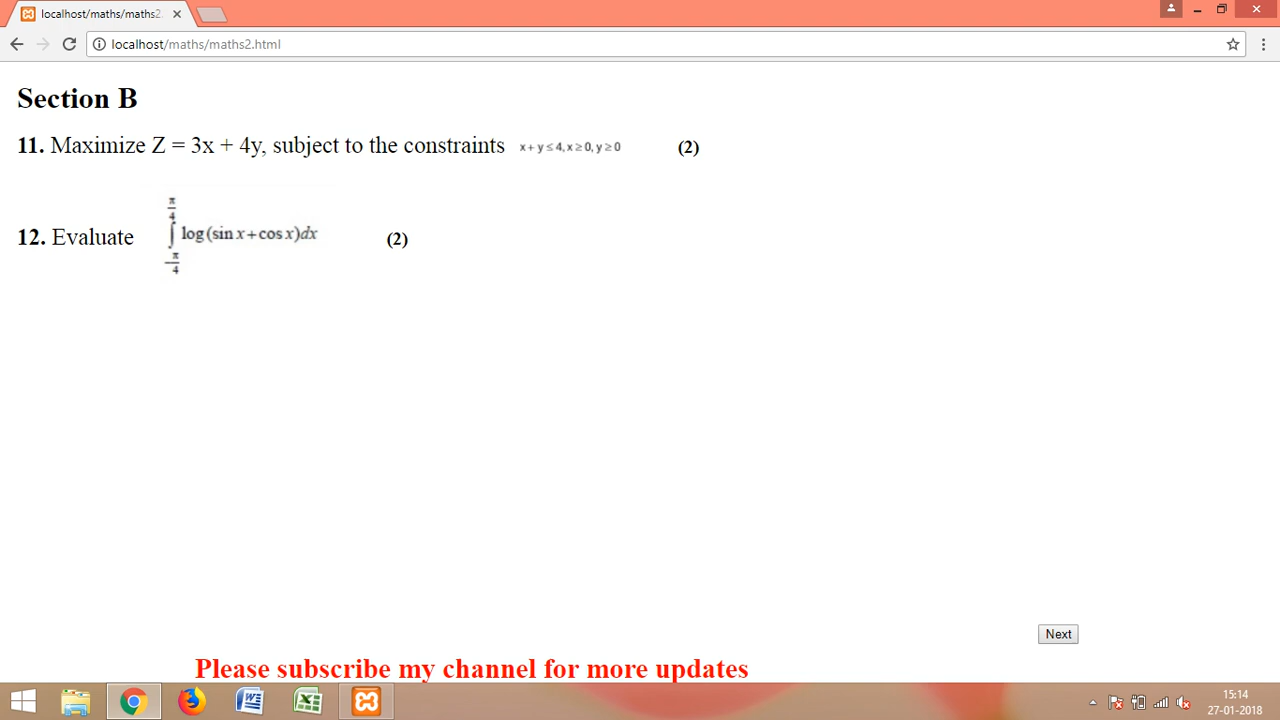 localhost/maths/maths2.
localhost/maths/maths2.html
Section B
11. Maximize Z = 3x + 4y, subject to the constraints x + y ≤ 4, x ≥ 0, y ≥ 0 (2)
12. Evaluate ∫_{-π/4}^{π/4} log(sin x + cos x)dx (2)
Next
Please subscribe my channel for more updates
15:14
27-01-2018